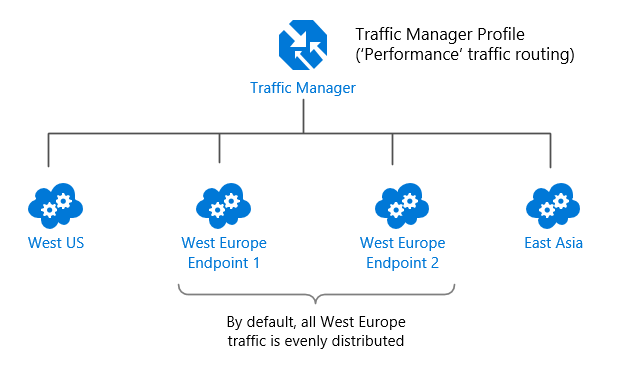 Traffic Manager Profile
(‘Performance’ traffic routing)
Traffic Manager
West US
West Europe
Endpoint 1
West Europe
Endpoint 2
East Asia
By default, all West Europe
traffic is evenly distributed